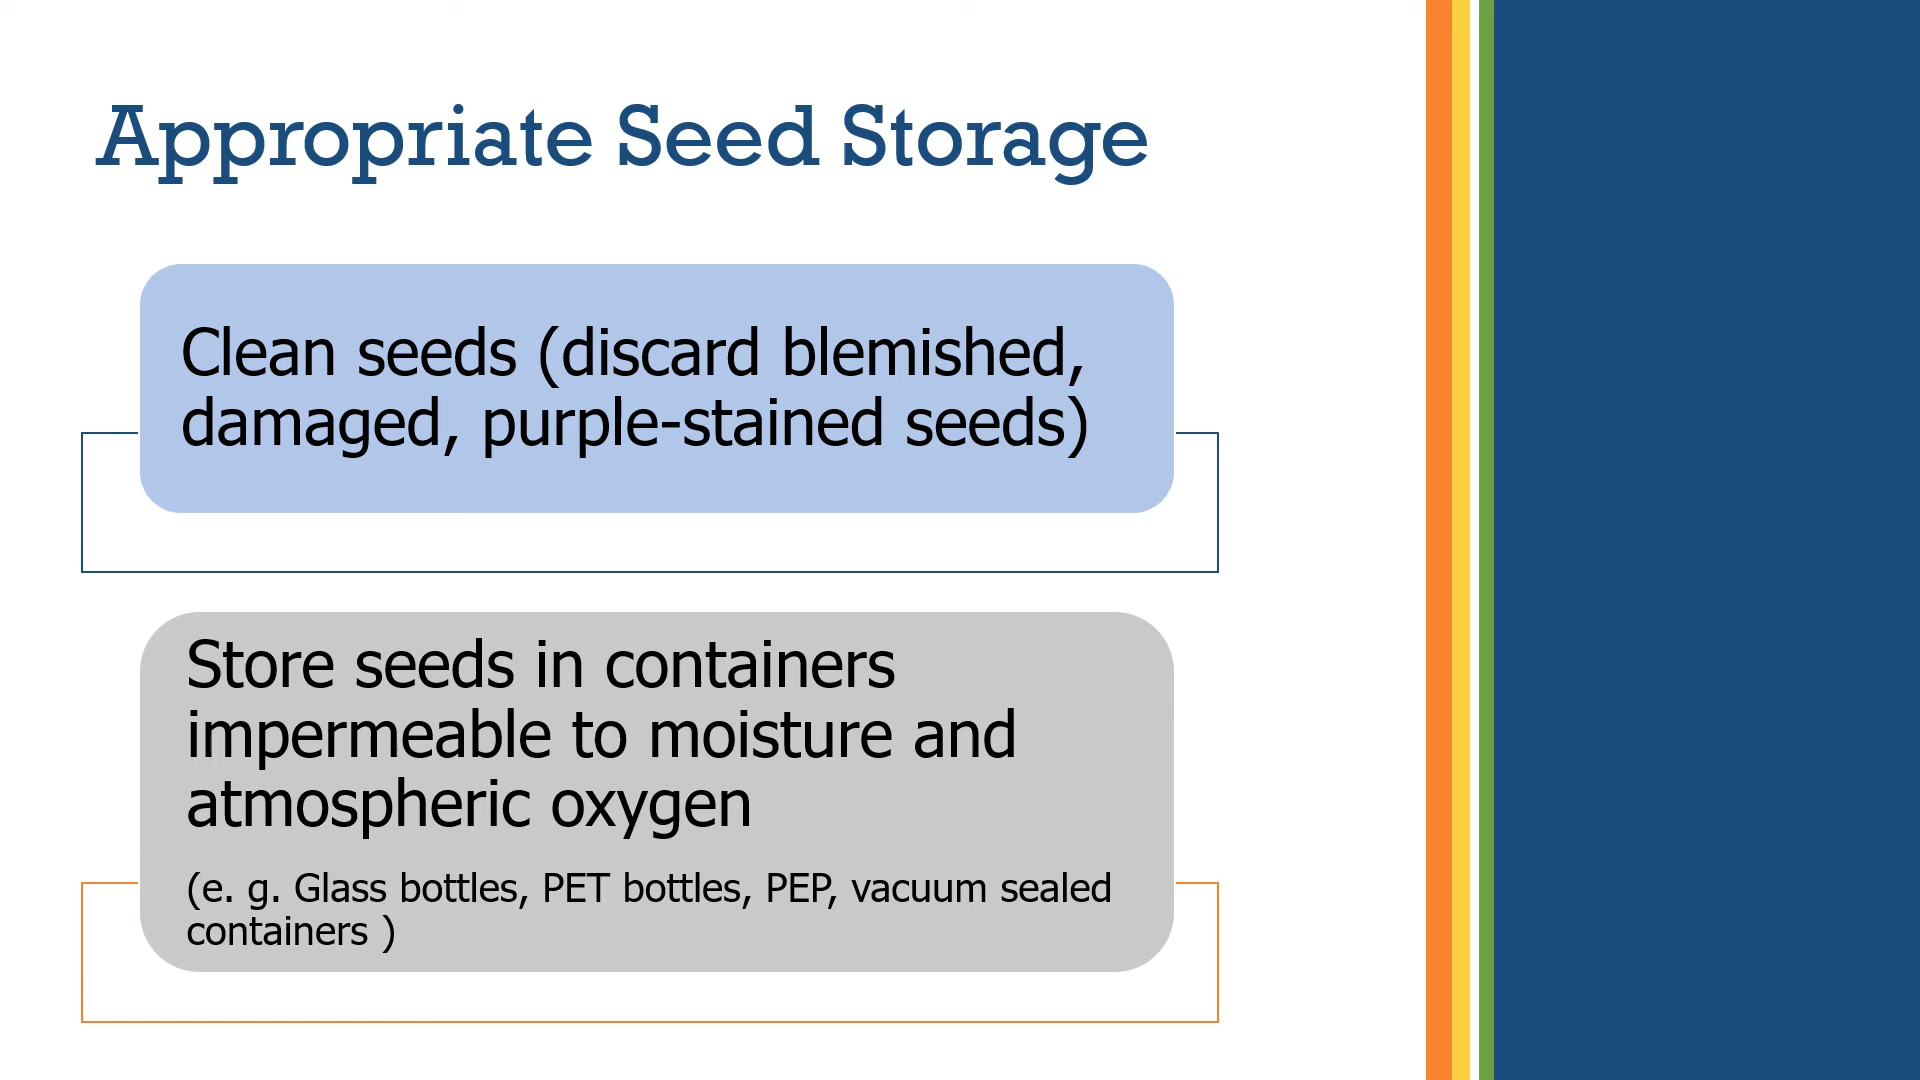 Appropriate Seed Storage
Clean seeds (discard blemished,
damaged, purple-stained seeds)
Store seeds in containers
impermeable to moisture and
atmospheric oxygen
(e. g. Glass bottles, PET bottles, PEP, vacuum sealed
containers )